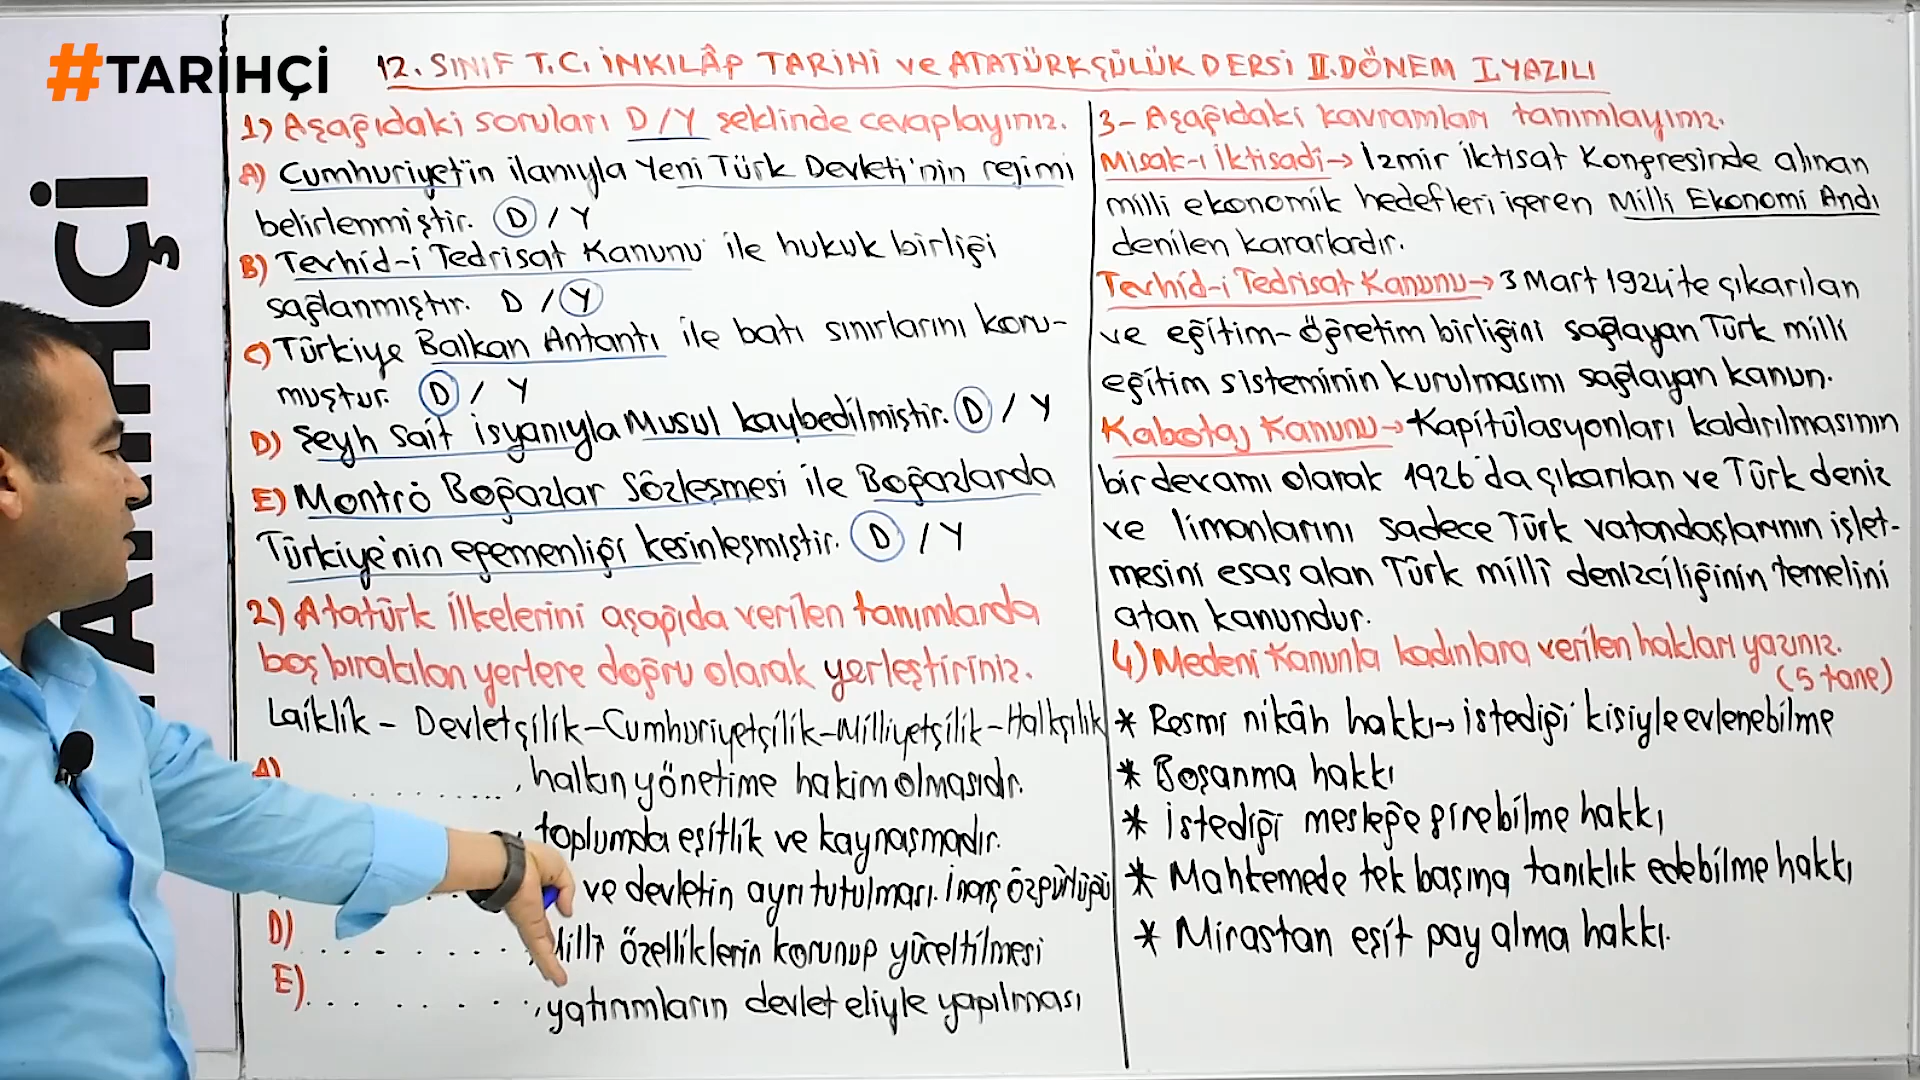 #TARİHÇİ
TARİHÇİ
12. SINIF T.C. İNKILÂP TARİHİ ve ATATÜRKÇÜLÜK DERSİ II. DÖNEM I. YAZILI
1) Aşağıdaki soruları D/Y şeklinde cevaplayınız.
A) Cumhuriyet'in ilanıyla Yeni Türk Devleti'nin rejimi
belirlenmiştir. D / Y
B) Tevhid-i Tedrisat Kanunu ile hukuk birliği
sağlanmıştır. D / Y
C) Türkiye Balkan Antantı ile batı sınırlarını koru-
muştur. D / Y
D) Şeyh Sait isyanıyla Musul kaybedilmiştir. D / Y
E) Montrö Boğazlar Sözleşmesi ile Boğazlarda
Türkiye'nin egemenliği kesinleşmiştir. D / Y
2) Atatürk İlkelerini aşağıda verilen tanımlarda
boş bırakılan yerlere doğru olarak yerleştiriniz.
Laiklik - Devletçilik - Cumhuriyetçilik - Milliyetçilik - Halkçılık
A) .........., halkın yönetime hakim olmasıdır.
toplumda eşitlik ve kaynaşmadır.
ve devletin ayrı tutulması. İnanç özgürlüğü
D) .........., Millî özelliklerin korunup yüceltilmesi
E) .........., yatırımların devlet eliyle yapılması
3- Aşağıdaki kavramları tanımlayınız.
Misak-ı İktisadî → İzmir İktisat Kongresinde alınan
milli ekonomik hedefleri içeren Milli Ekonomi Andı
denilen kararlardır.
Tevhid-i Tedrisat Kanunu → 3 Mart 1924'te çıkarılan
ve eğitim-öğretim birliğini sağlayan Türk milli
eğitim sisteminin kurulmasını sağlayan kanun.
Kabotaj Kanunu → Kapitülasyonları kaldırılmasının
bir devamı olarak 1926'da çıkarılan ve Türk deniz
ve limanlarını sadece Türk vatandaşlarının işlet-
mesini esas alan Türk millî denizciliğinin temelini
atan kanundur.
4) Medeni Kanunla kadınlara verilen hakları yazınız.
(5 tane)
* Resmi nikâh hakkı → istediği kişiyle evlenebilme
* Boşanma hakkı
* İstediği mesleğe girebilme hakkı
* Mahkemede tek başına tanıklık edebilme hakkı
* Mirastan eşit pay alma hakkı.